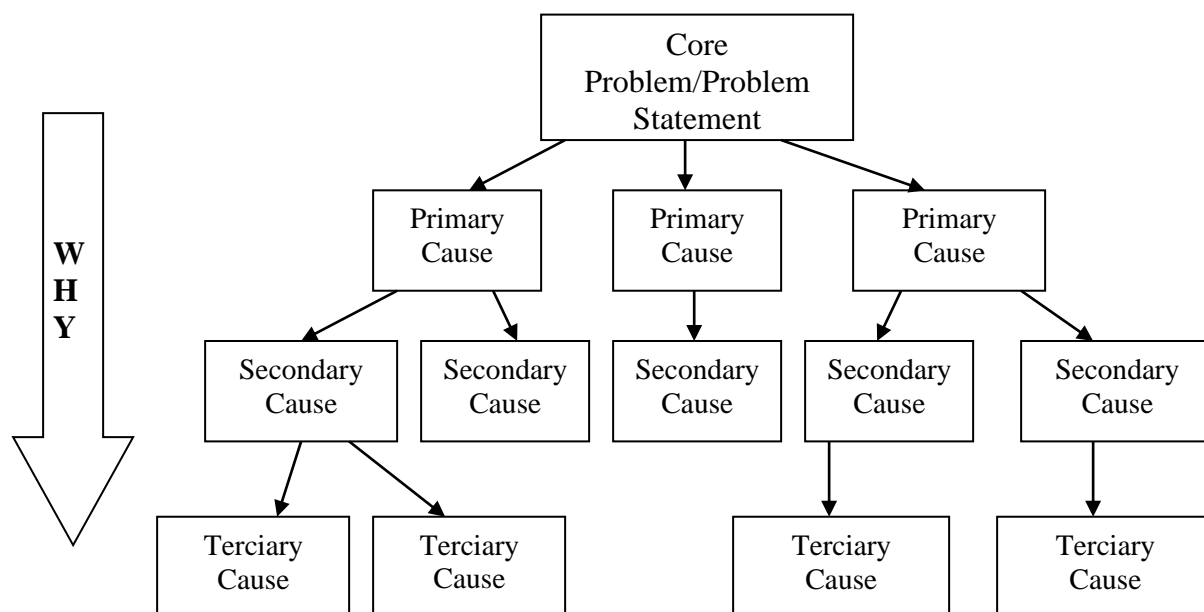 Core
Problem/Problem
Statement
W
H
Y
Primary
Cause
Primary
Cause
Primary
Cause
Secondary
Cause
Secondary
Cause
Secondary
Cause
Secondary
Cause
Secondary
Cause
Terciary
Cause
Terciary
Cause
Terciary
Cause
Terciary
Cause